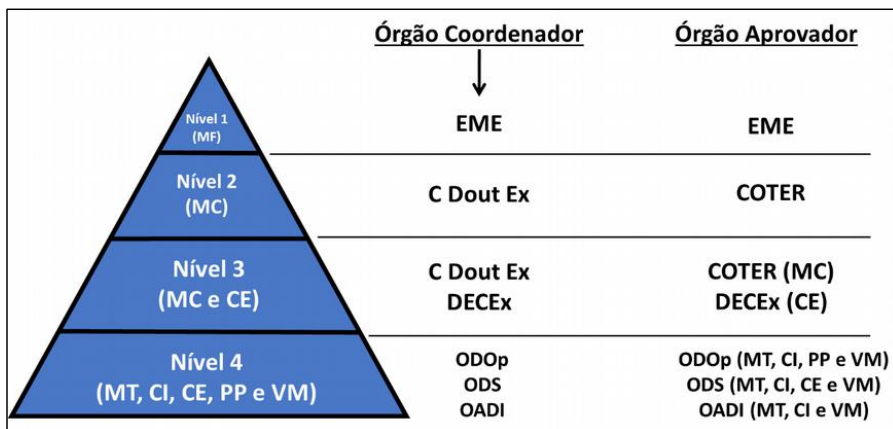 Órgão Coordenador
Órgão Aprovador
Nível 1
(MF)
EME
EME
Nível 2
(MC)
C Dout Ex
COTER
Nível 3
(MC e CE)
C Dout Ex
DECEx
COTER (MC)
DECEx (CE)
Nível 4
(MT, CI, CE, PP e VM)
ODOp
ODS
OADI
ODOp (MT, CI, PP e VM)
ODS (MT, CI, CE e VM)
OADI (MT, CI e VM)